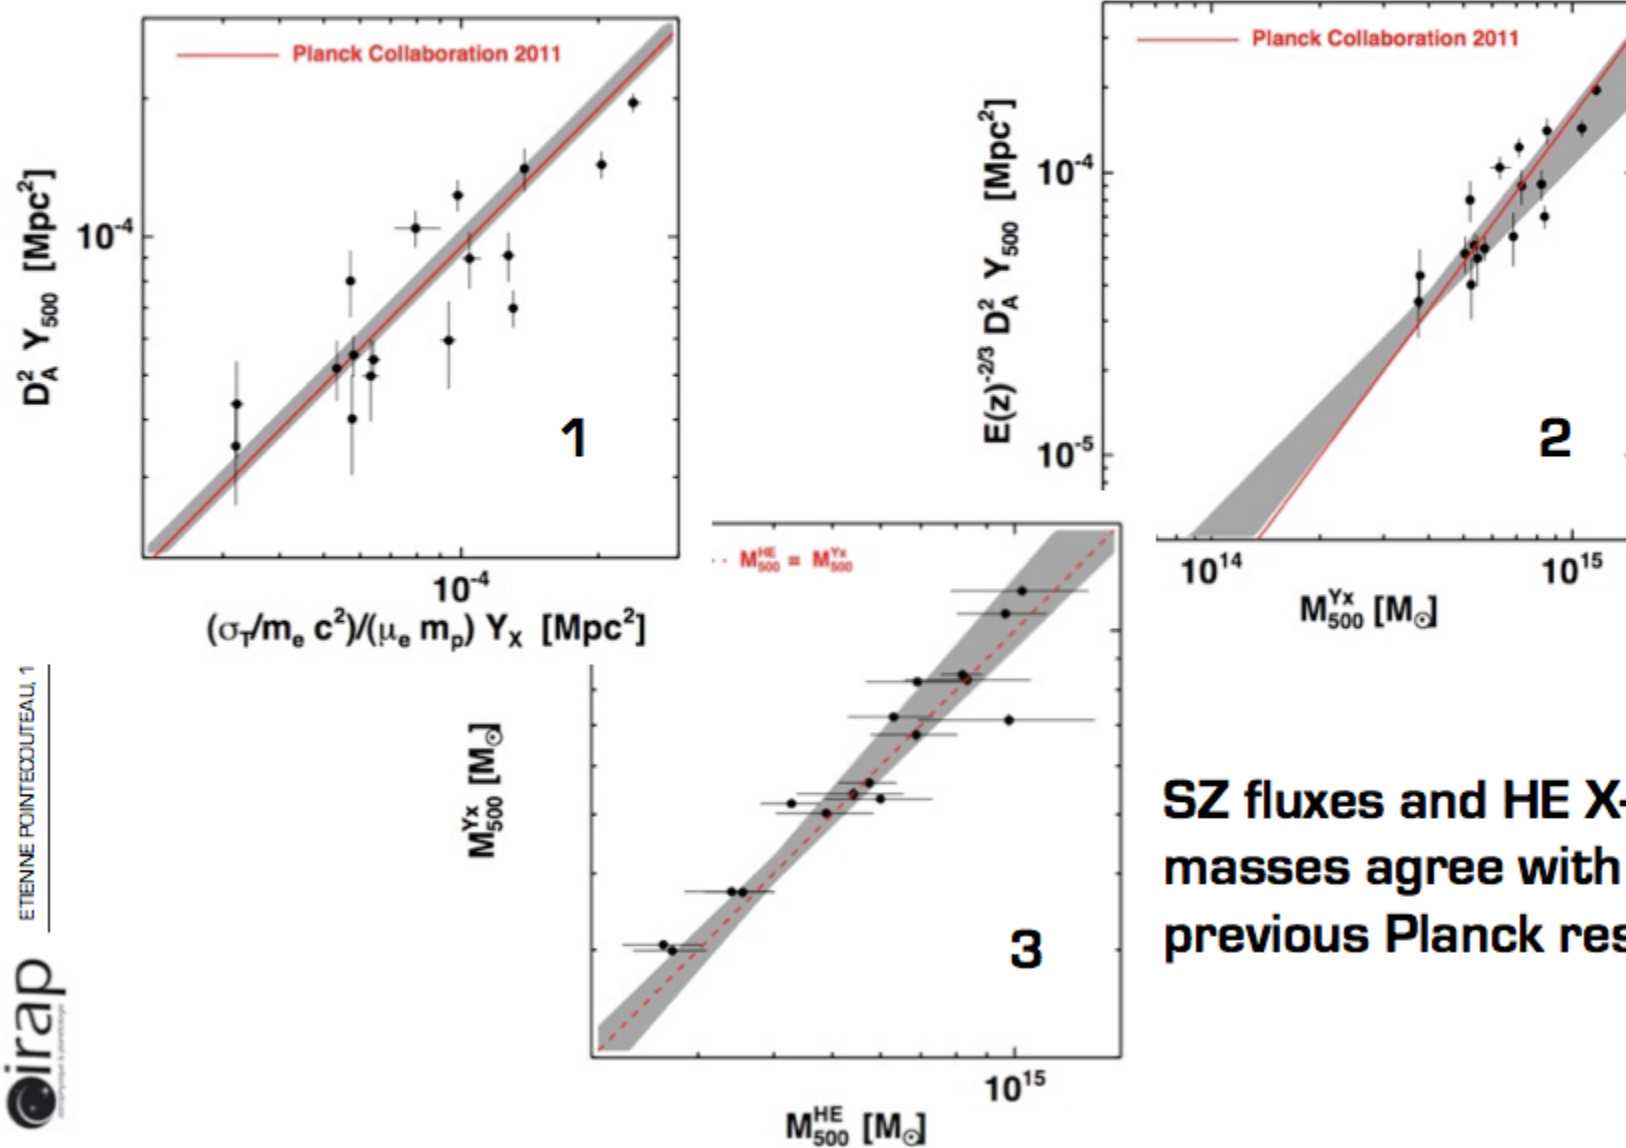 Planck Collaboration 2011
D_A^2 Y_500 [Mpc^2]
10^-4
1
10^-4
(σ_T/m_e c^2)/(μ_e m_p) Y_X [Mpc^2]
Planck Collaboration 2011
E(z)^-2/3 D_A^2 Y_500 [Mpc^2]
10^-4
10^-5
2
10^14
10^15
M_500^Yx [M_⊙]
M_500^HE = M_500^Yx
M_500^Yx [M_⊙]
3
10^15
M_500^HE [M_⊙]
SZ fluxes and HE X-
masses agree with
previous Planck res
ETIENNE POINTECOUTEAU, 1
irap